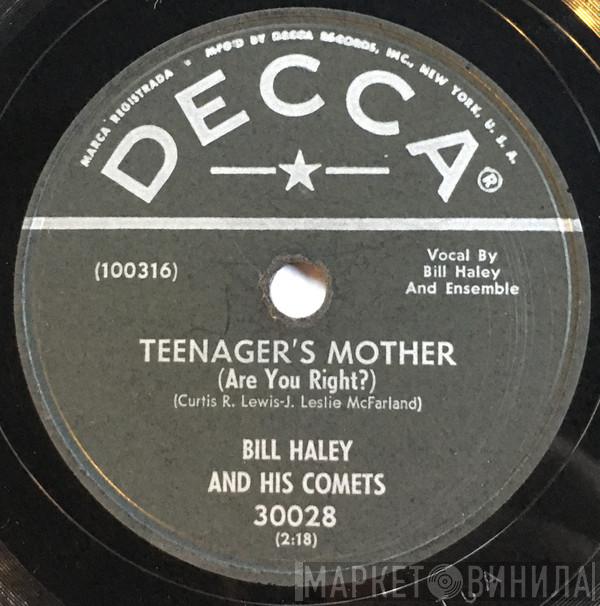 MARCA REGISTRADA • MFG'D BY DECCA RECORDS, INC., NEW YORK, U. S. A.
DECCA®
(100316)
Vocal By
Bill Haley
And Ensemble
TEENAGER'S MOTHER
(Are You Right?)
(Curtis R. Lewis-J. Leslie McFarland)
BILL HALEY
AND HIS COMETS
30028
(2:18)
МАРКЕТ ВИНИЛА